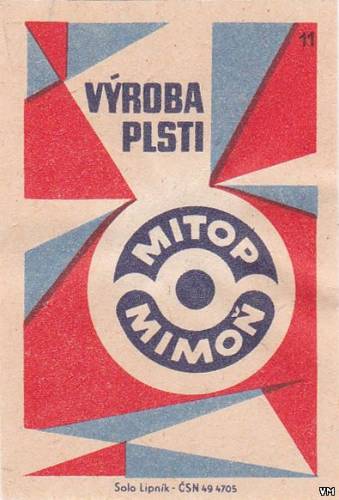 11
VÝROBA
PLSTI
MITOP
MIMOŇ
Solo Lipník - ČSN 49 4705
VM